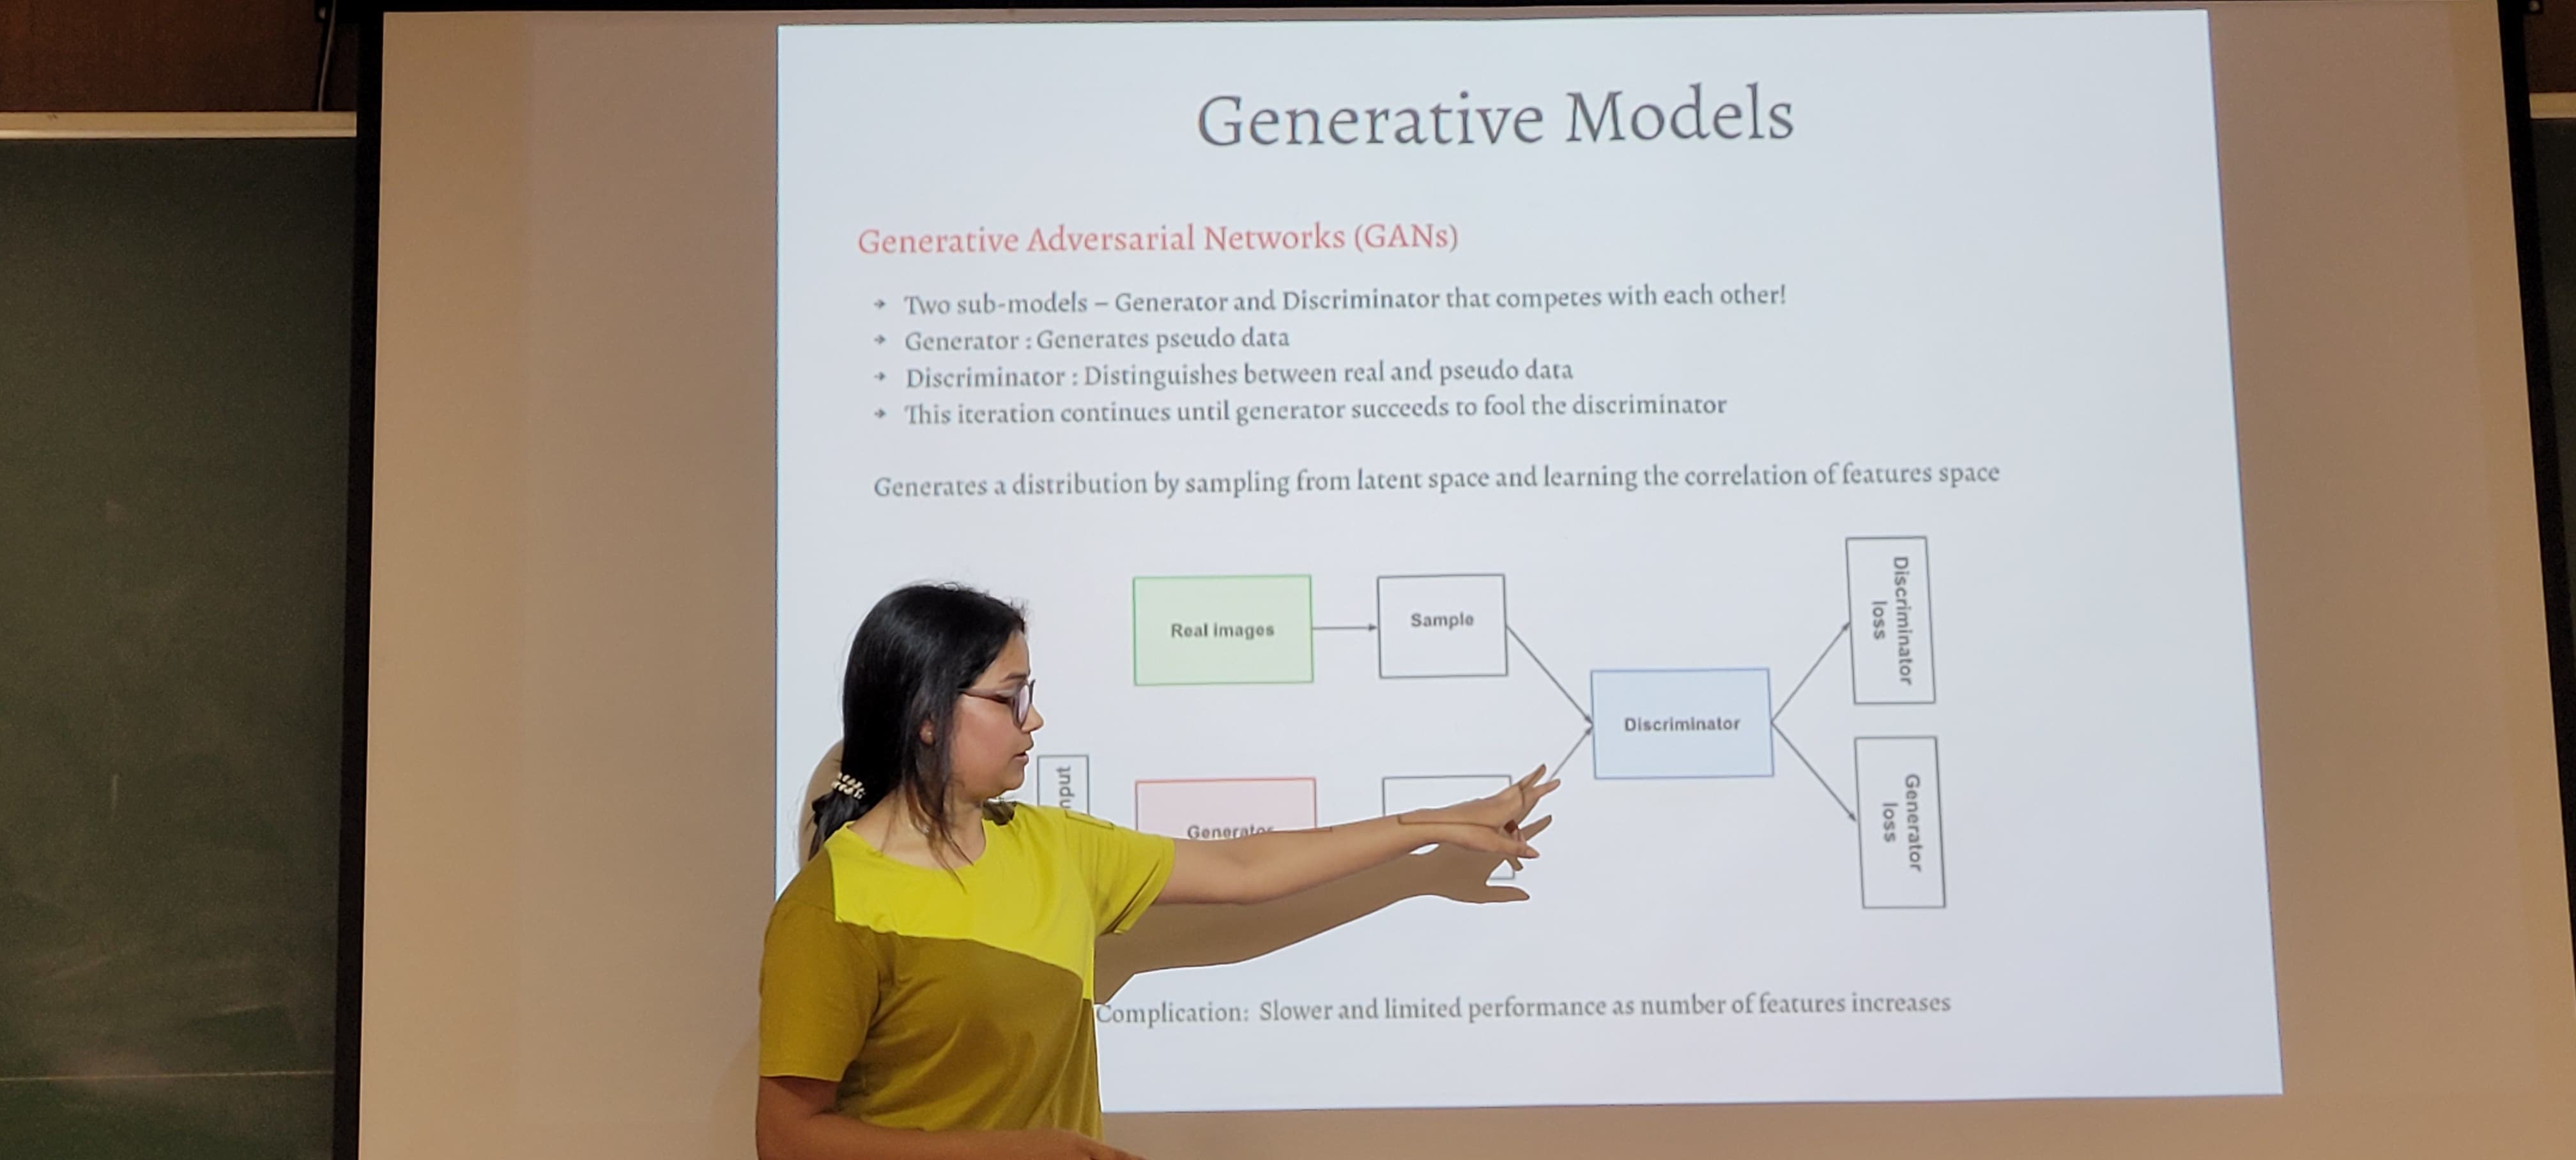 Generative Models
Generative Adversarial Networks (GANs)
→ Two sub-models – Generator and Discriminator that competes with each other!
→ Generator : Generates pseudo data
→ Discriminator : Distinguishes between real and pseudo data
→ This iteration continues until generator succeeds to fool the discriminator
Generates a distribution by sampling from latent space and learning the correlation of features space
Real images
Sample
Discriminator
loss
Discriminator
Generator
Generator
loss
Complication: Slower and limited performance as number of features increases